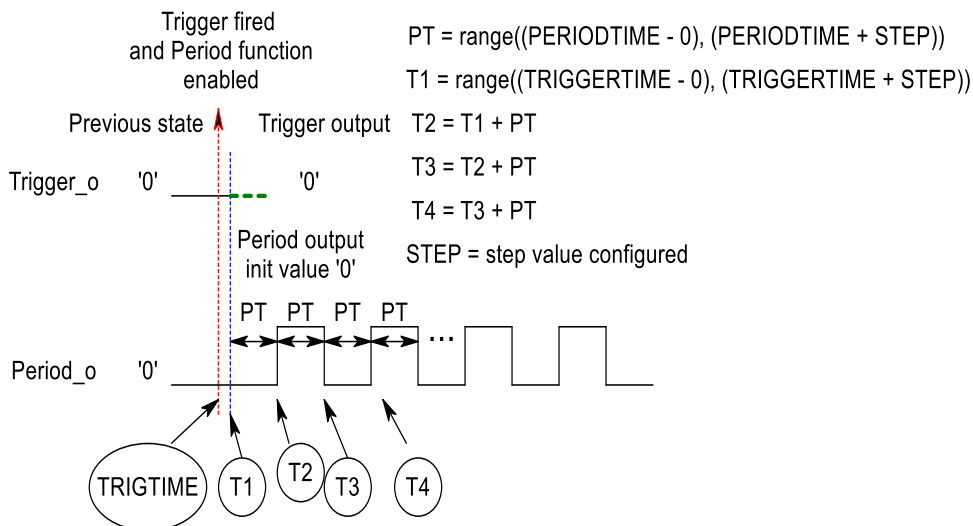 Trigger fired
and Period function
enabled
PT = range((PERIODTIME - 0), (PERIODTIME + STEP))
T1 = range((TRIGGERTIME - 0), (TRIGGERTIME + STEP))
Previous state
Trigger output
T2 = T1 + PT
T3 = T2 + PT
Trigger_o '0' '0'
T4 = T3 + PT
Period output
init value '0'
STEP = step value configured
PT PT PT PT
...
Period_o '0'
TRIGTIME T1 T2 T3 T4